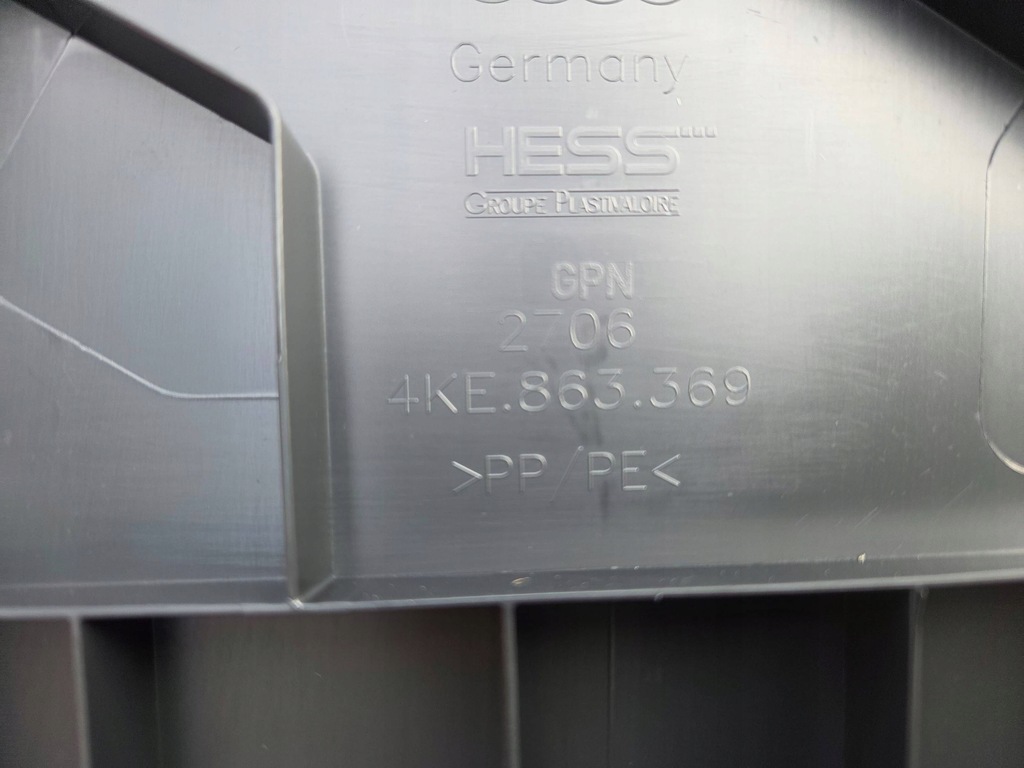 Germany
HESS
GROUPE PLASTIVALOIRE
GPN
2706
4KE.863.369
>PP/PE<